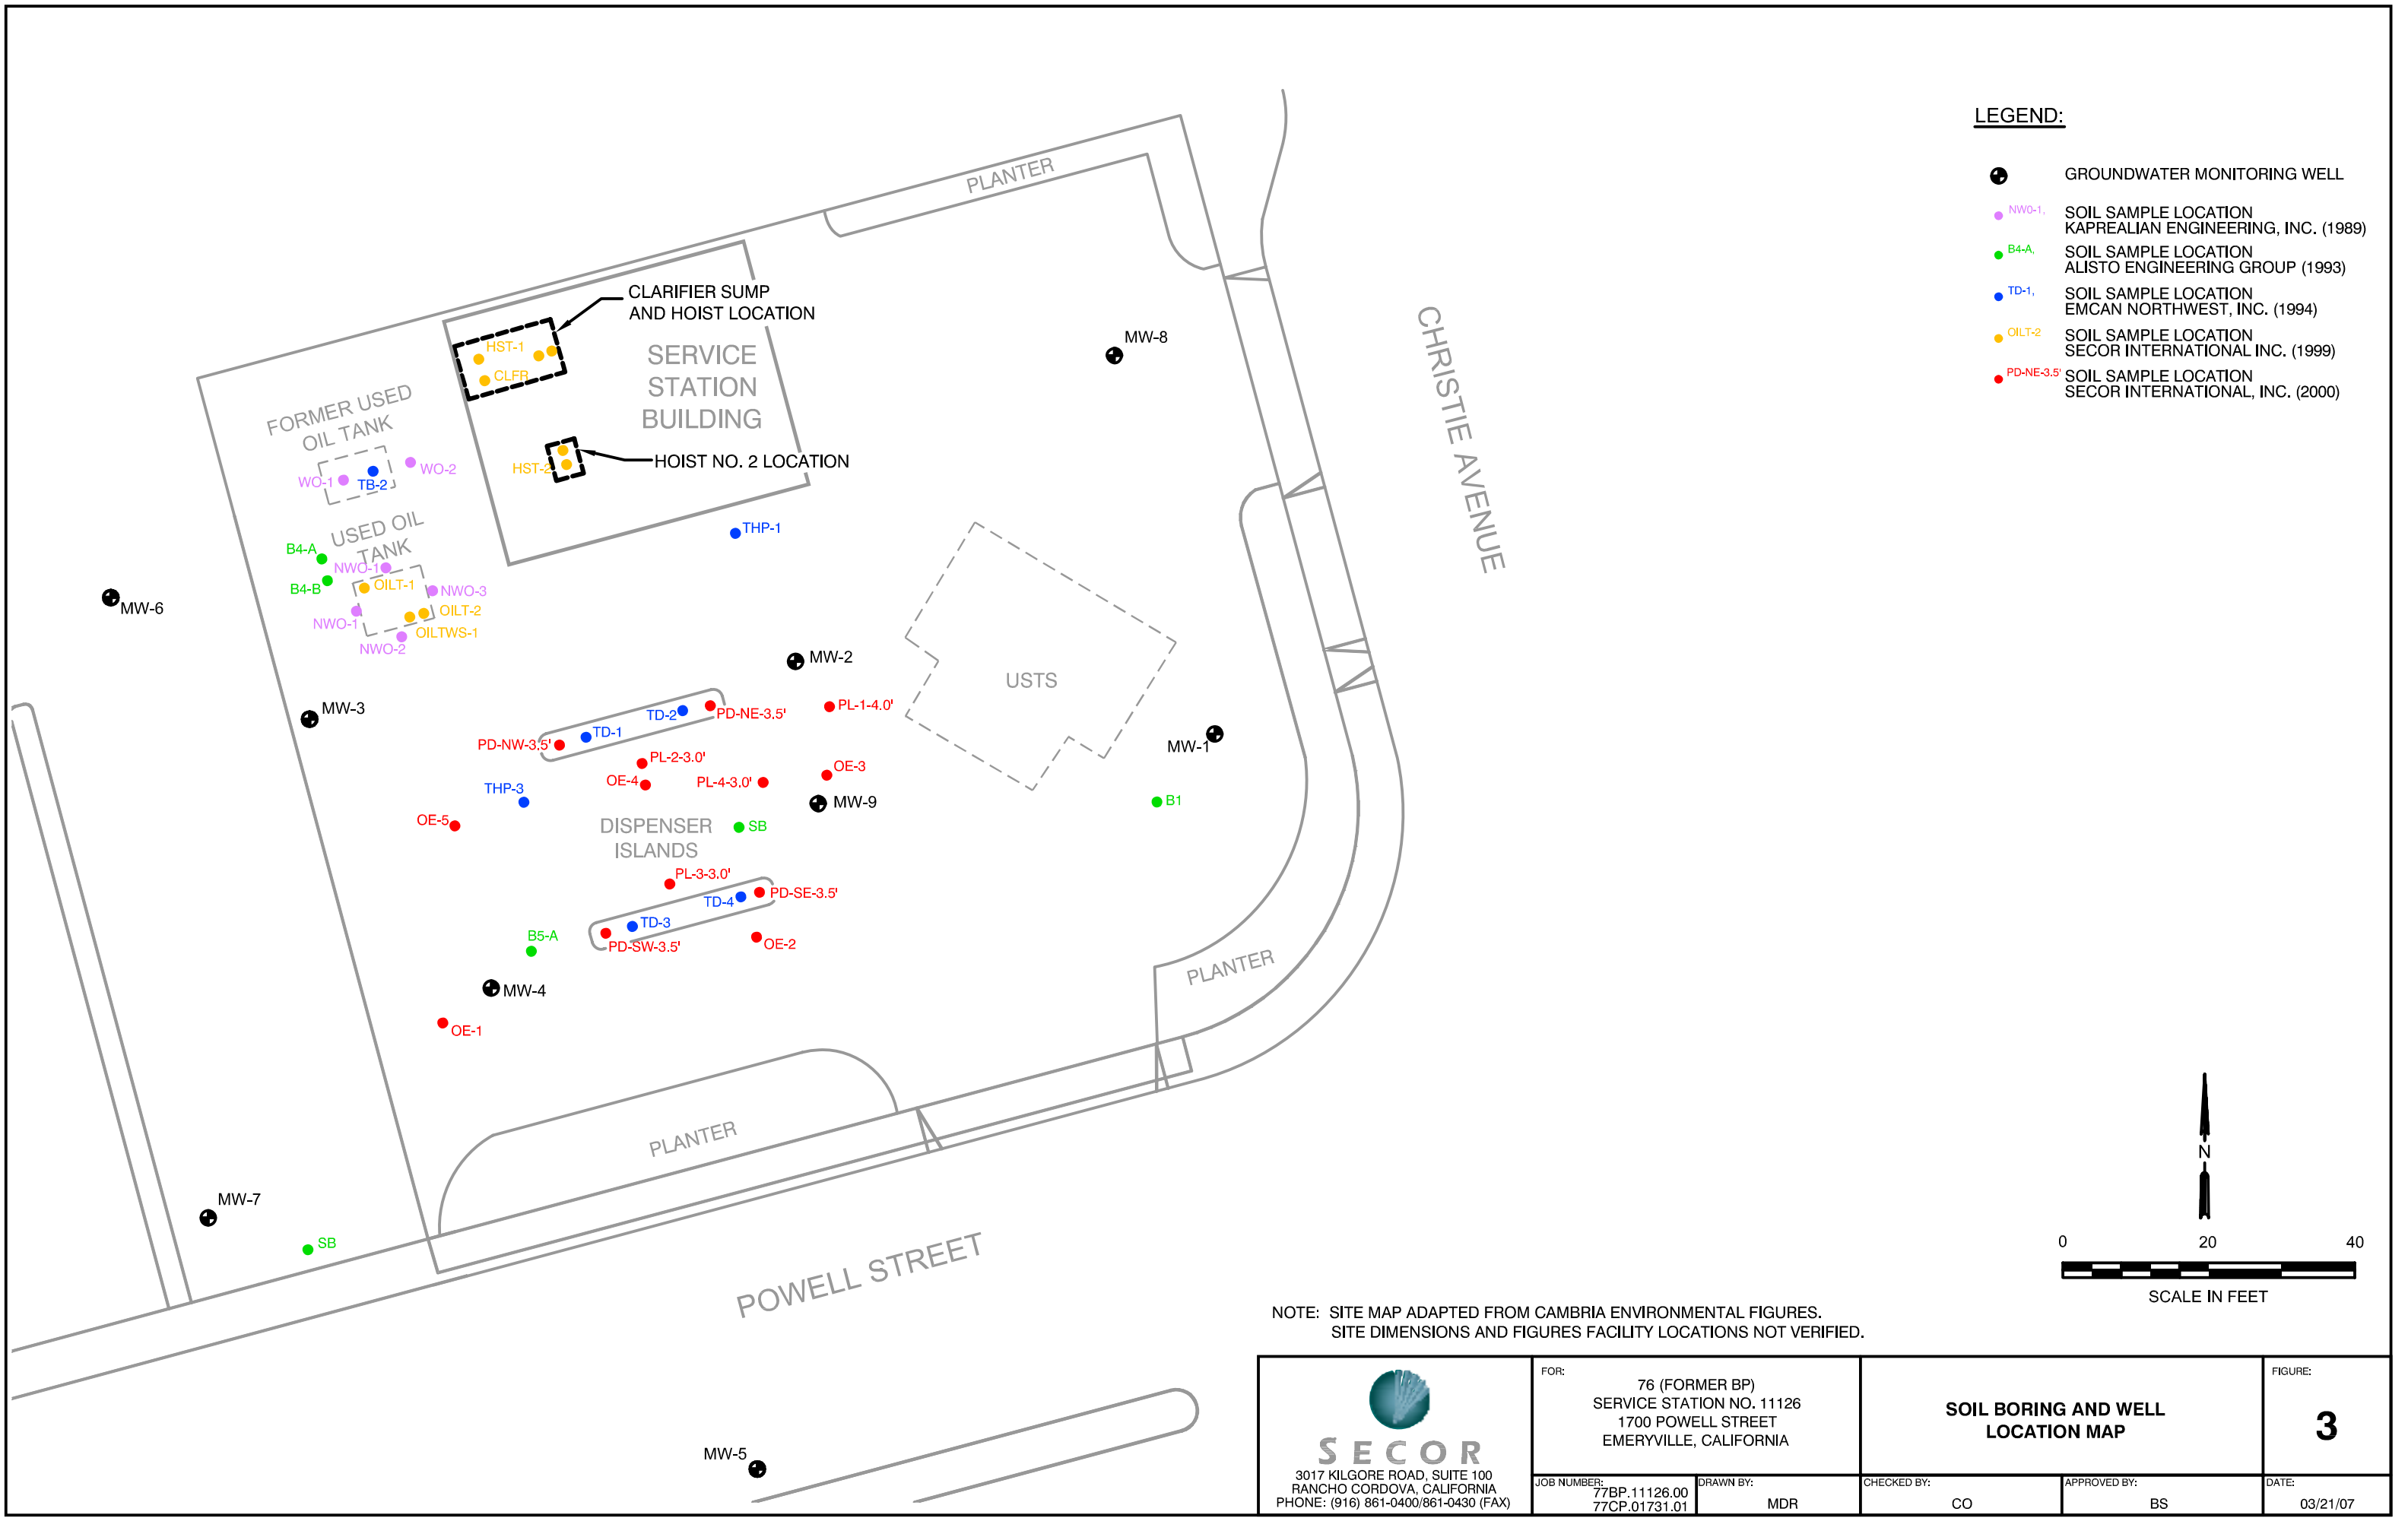 PLANTER
CLARIFIER SUMP
AND HOIST LOCATION
HST-1
CLFR
SERVICE
STATION
BUILDING
MW-8
CHRISTIE AVENUE
FORMER USED
OIL TANK
WO-1
TB-2
WO-2
HST-2
HOIST NO. 2 LOCATION
THP-1
USED OIL
TANK
B4-A
B4-B
NWO-1
OILT-1
NWO-3
OILT-2
NWO-1
OILTWS-1
NWO-2
MW-6
MW-2
USTS
MW-3
TD-2
PD-NE-3.5'
PL-1-4.0'
PD-NW-3.5'
TD-1
MW-1
PL-2-3.0'
OE-4
PL-4-3.0'
OE-3
THP-3
MW-9
B1
OE-5
DISPENSER
ISLANDS
SB
PL-3-3.0'
TD-4
PD-SE-3.5'
TD-3
PD-SW-3.5'
OE-2
B5-A
MW-4
OE-1
PLANTER
PLANTER
MW-7
SB
POWELL STREET
MW-5
LEGEND:
GROUNDWATER MONITORING WELL
NW0-1, SOIL SAMPLE LOCATION
KAPREALIAN ENGINEERING, INC. (1989)
B4-A, SOIL SAMPLE LOCATION
ALISTO ENGINEERING GROUP (1993)
TD-1, SOIL SAMPLE LOCATION
EMCAN NORTHWEST, INC. (1994)
OILT-2 SOIL SAMPLE LOCATION
SECOR INTERNATIONAL INC. (1999)
PD-NE-3.5' SOIL SAMPLE LOCATION
SECOR INTERNATIONAL, INC. (2000)
N
0 20 40
SCALE IN FEET
NOTE: SITE MAP ADAPTED FROM CAMBRIA ENVIRONMENTAL FIGURES.
SITE DIMENSIONS AND FIGURES FACILITY LOCATIONS NOT VERIFIED.
SECOR
3017 KILGORE ROAD, SUITE 100
RANCHO CORDOVA, CALIFORNIA
PHONE: (916) 861-0400/861-0430 (FAX)
FOR:
76 (FORMER BP)
SERVICE STATION NO. 11126
1700 POWELL STREET
EMERYVILLE, CALIFORNIA
SOIL BORING AND WELL
LOCATION MAP
FIGURE:
3
JOB NUMBER:
77BP.11126.00
77CP.01731.01
DRAWN BY:
MDR
CHECKED BY:
CO
APPROVED BY:
BS
DATE:
03/21/07